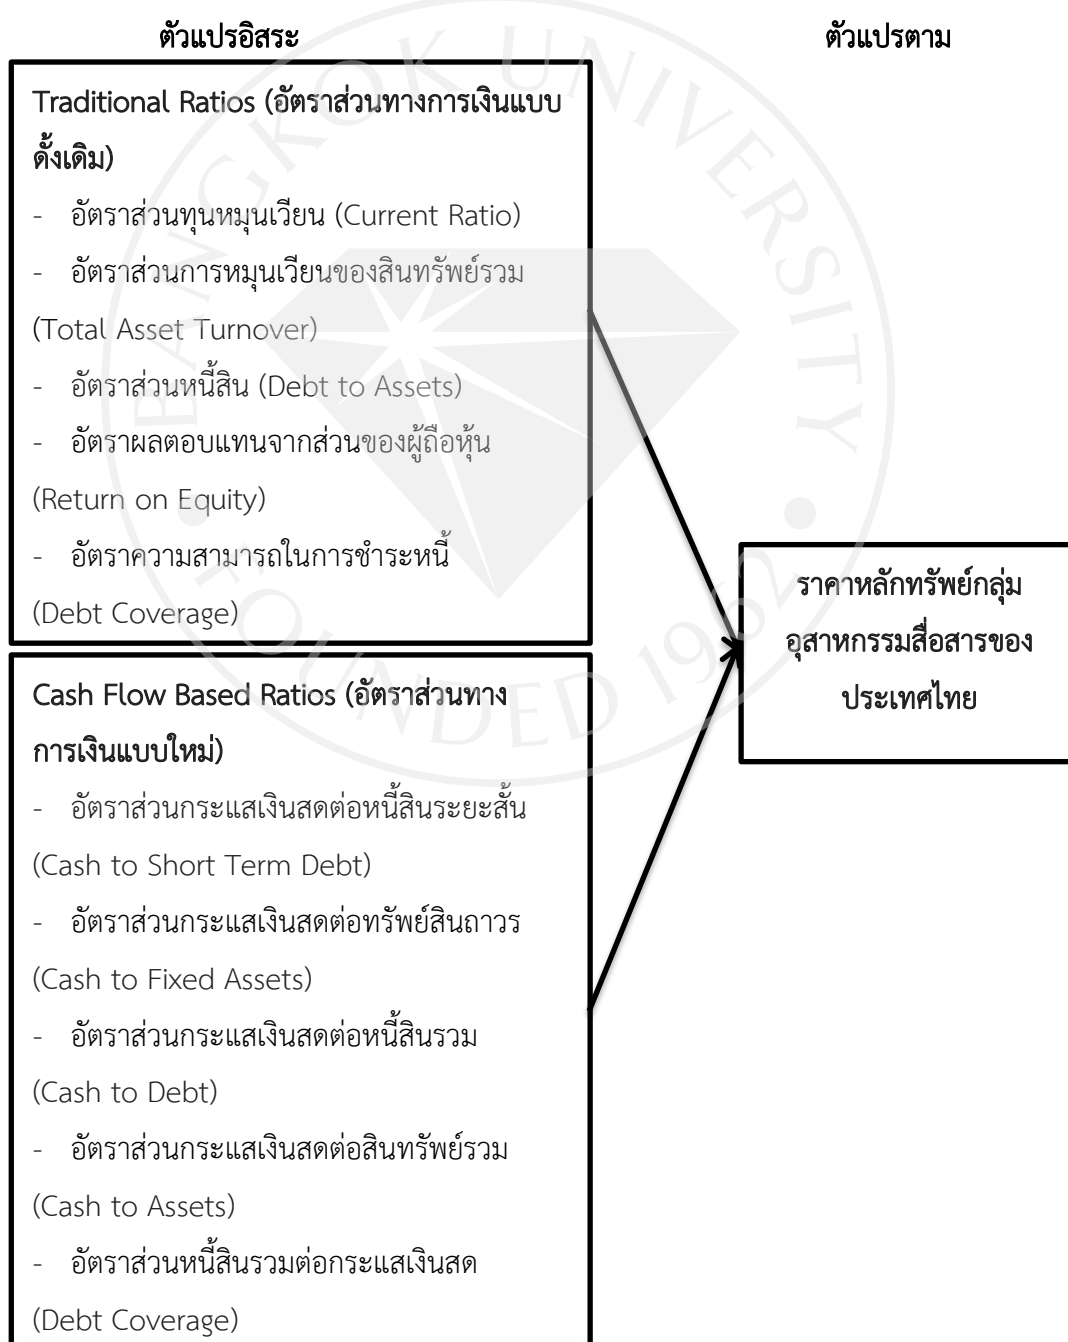 ตัวแปรอิสระ
ตัวแปรตาม
Traditional Ratios (อัตราส่วนทางการเงินแบบ
ดั้งเดิม)
- อัตราส่วนทุนหมุนเวียน (Current Ratio)
- อัตราส่วนการหมุนเวียนของสินทรัพย์รวม
(Total Asset Turnover)
- อัตราส่วนหนี้สิน (Debt to Assets)
- อัตราผลตอบแทนจากส่วนของผู้ถือหุ้น
(Return on Equity)
- อัตราความสามารถในการชำระหนี้
(Debt Coverage)
Cash Flow Based Ratios (อัตราส่วนทาง
การเงินแบบใหม่)
- อัตราส่วนกระแสเงินสดต่อหนี้สินระยะสั้น
(Cash to Short Term Debt)
- อัตราส่วนกระแสเงินสดต่อทรัพย์สินถาวร
(Cash to Fixed Assets)
- อัตราส่วนกระแสเงินสดต่อหนี้สินรวม
(Cash to Debt)
- อัตราส่วนกระแสเงินสดต่อสินทรัพย์รวม
(Cash to Assets)
- อัตราส่วนหนี้สินรวมต่อกระแสเงินสด
(Debt Coverage)
ราคาหลักทรัพย์กลุ่ม
อุสาหกรรมสื่อสารของ
ประเทศไทย
BANGKOK UNIVERSITY
FOUNDED 1962